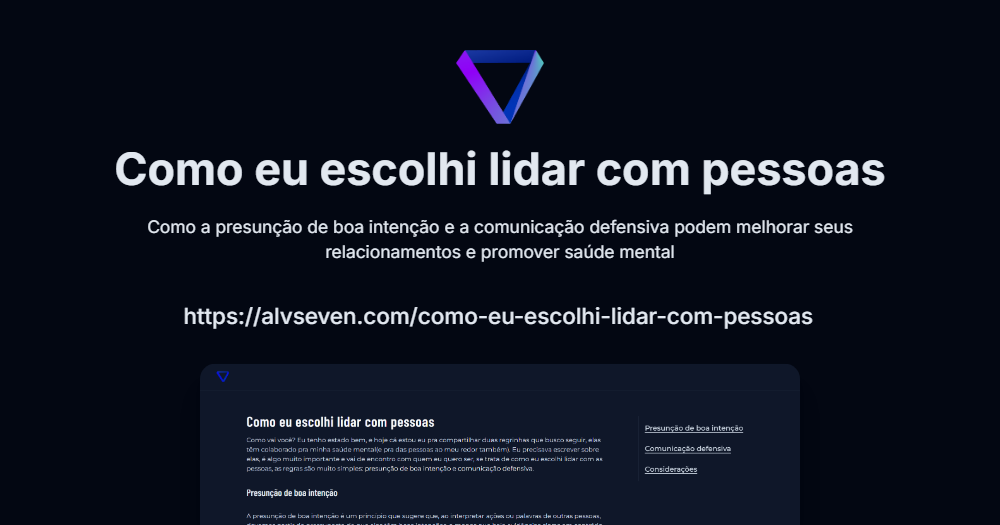 Como eu escolhi lidar com pessoas
Como a presunção de boa intenção e a comunicação defensiva podem melhorar seus
relacionamentos e promover saúde mental
https://alvseven.com/como-eu-escolhi-lidar-com-pessoas
Como eu escolhi lidar com pessoas
Como vai você? Eu tenho estado bem, e hoje cá estou eu pra compartilhar duas regrinhas que busco seguir, elas
têm colaborado pra minha saúde mental(e pra das pessoas ao meu redor também). Eu precisava escrever sobre
elas, é algo muito importante e vai de encontro com quem eu quero ser, se trata de como eu escolhi lidar com as
pessoas, as regras são muito simples: presunção de boa intenção e comunicação defensiva.
Presunção de boa intenção
A presunção de boa intenção é um princípio que sugere que, ao interpretar ações ou palavras de outras pessoas,
Presunção de boa intenção
Comunicação defensiva
Considerações